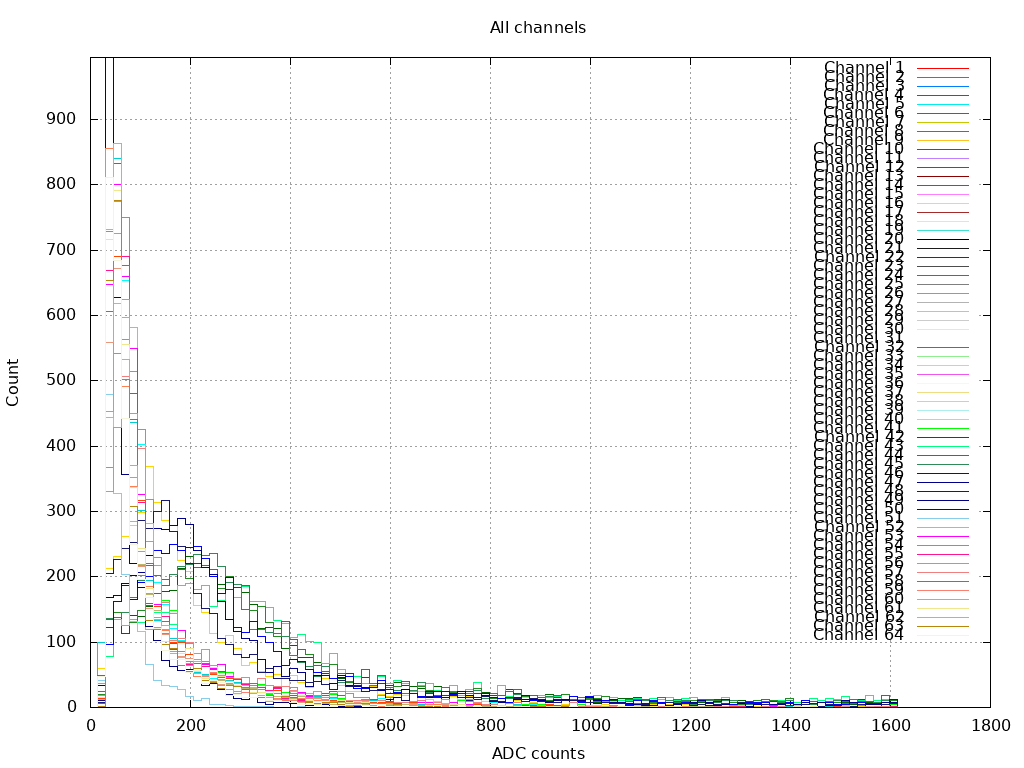 All channels
Channel 1
Channel 2
Channel 3
Channel 4
Channel 5
Channel 6
Channel 7
Channel 8
Channel 9
Channel 10
Channel 11
Channel 12
Channel 13
Channel 14
Channel 15
Channel 16
Channel 17
Channel 18
Channel 19
Channel 20
Channel 21
Channel 22
Channel 23
Channel 24
Channel 25
Channel 26
Channel 27
Channel 28
Channel 29
Channel 30
Channel 31
Channel 32
Channel 33
Channel 34
Channel 35
Channel 36
Channel 37
Channel 38
Channel 39
Channel 40
Channel 41
Channel 42
Channel 43
Channel 44
Channel 45
Channel 46
Channel 47
Channel 48
Channel 49
Channel 50
Channel 51
Channel 52
Channel 53
Channel 54
Channel 55
Channel 56
Channel 57
Channel 58
Channel 59
Channel 60
Channel 61
Channel 62
Channel 63
Channel 64
900
800
700
600
500
400
300
200
100
0
Count
0 200 400 600 800 1000 1200 1400 1600 1800
ADC counts